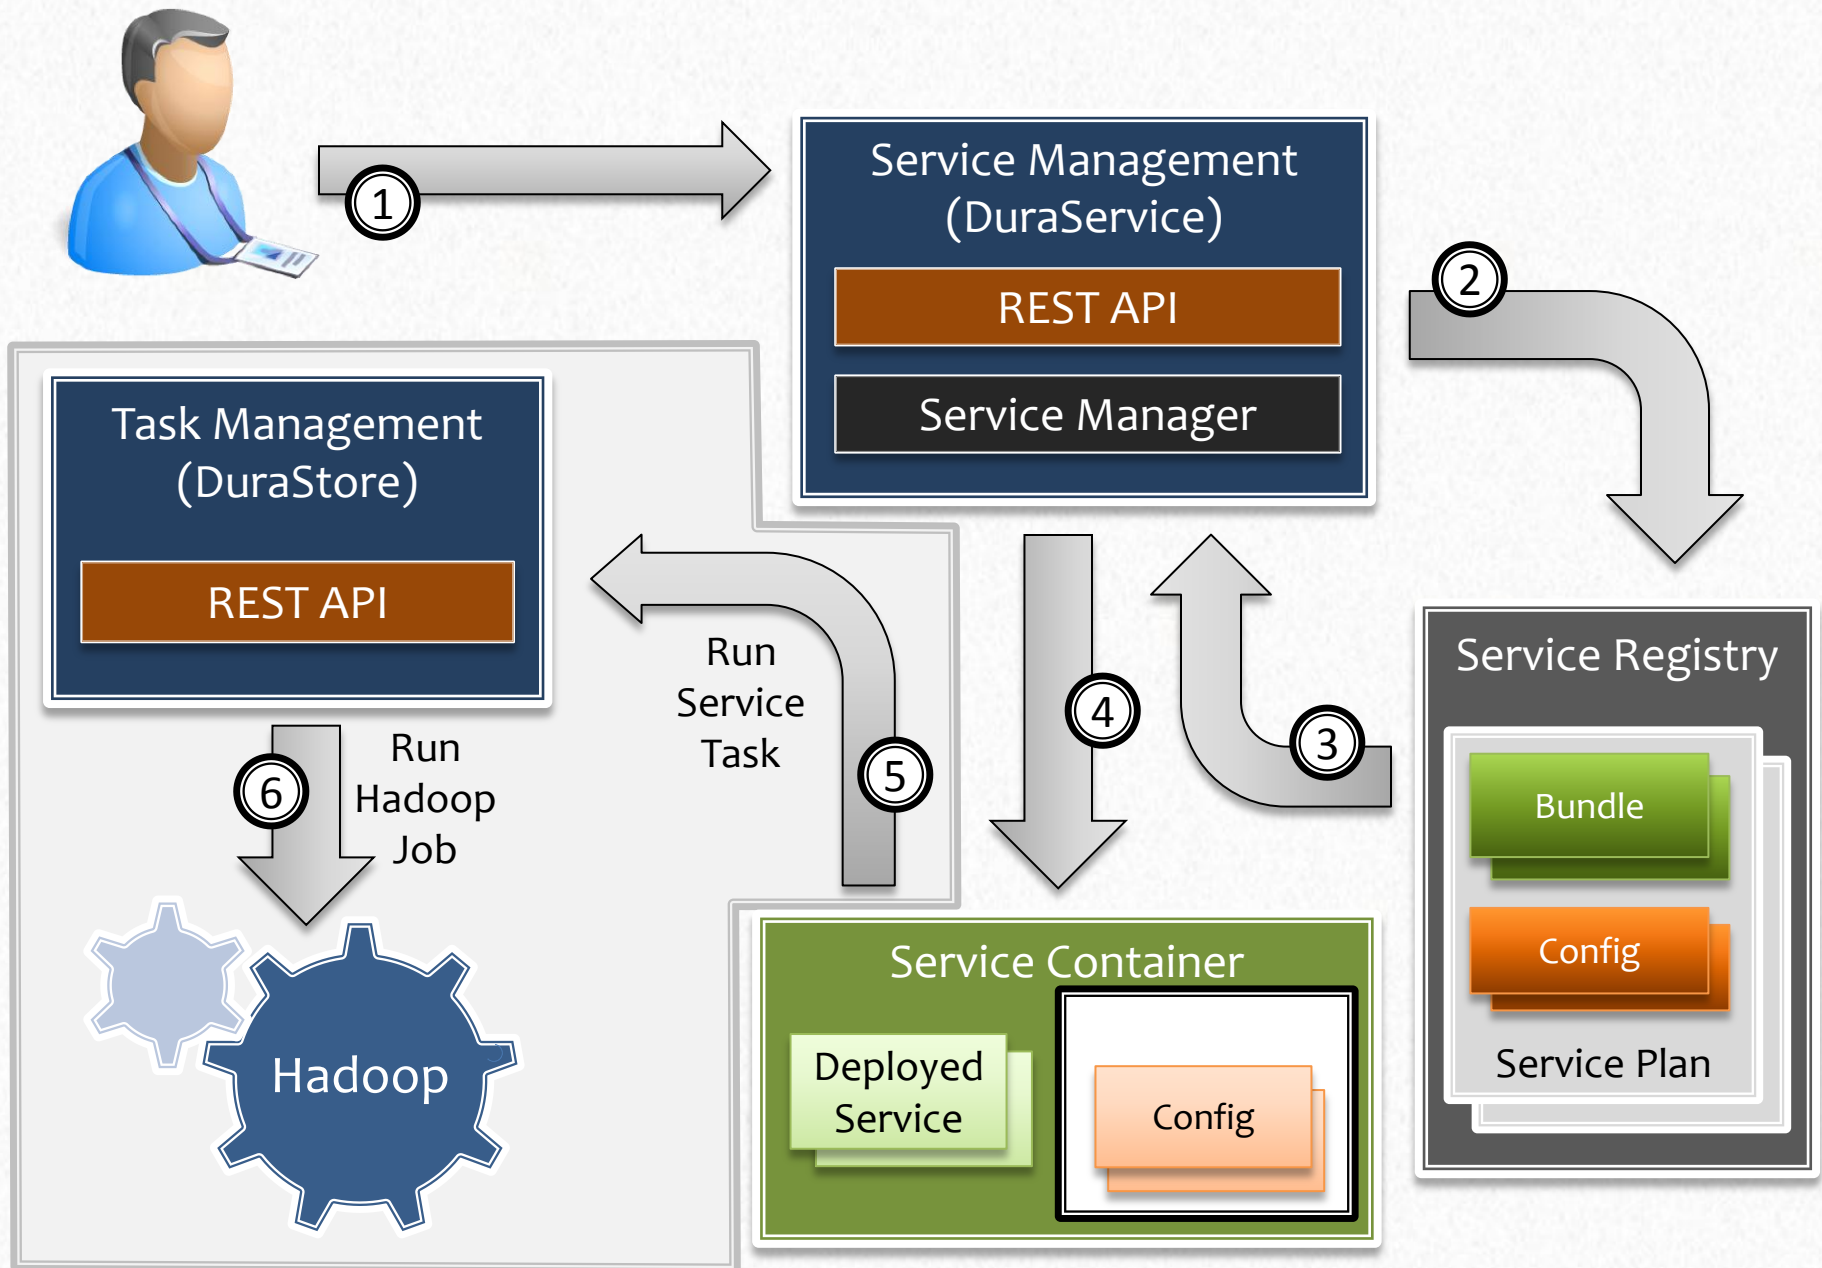 1
Service Management
(DuraService)
REST API
Service Manager
2
Task Management
(DuraStore)
REST API
Run
Service
Task
5
4
3
Run
Hadoop
Job
6
Hadoop
Service Registry
Bundle
Config
Service Plan
Service Container
Deployed
Service
Config